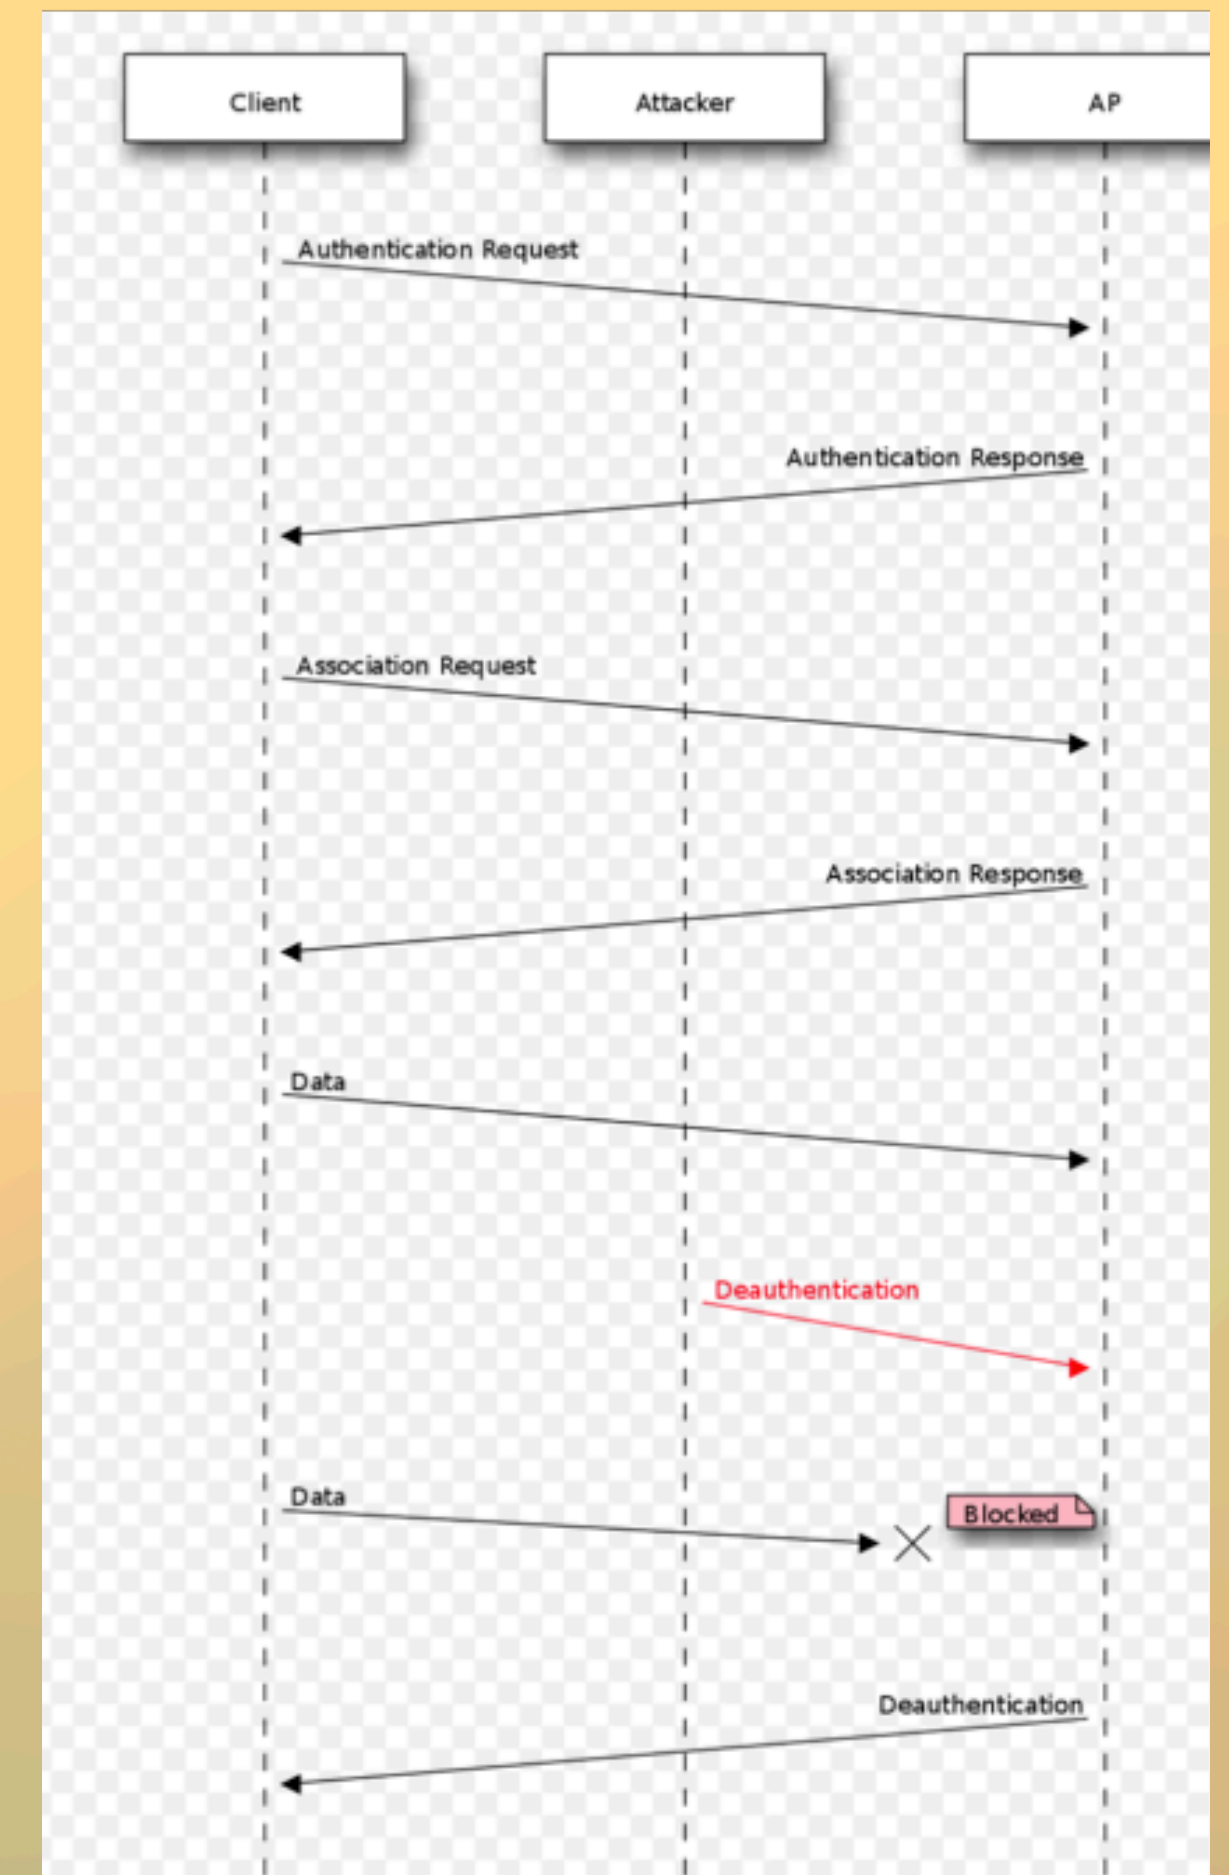 Client
Attacker
AP
Authentication Request
Authentication Response
Association Request
Association Response
Data
Deauthentication
Data
Blocked
Deauthentication